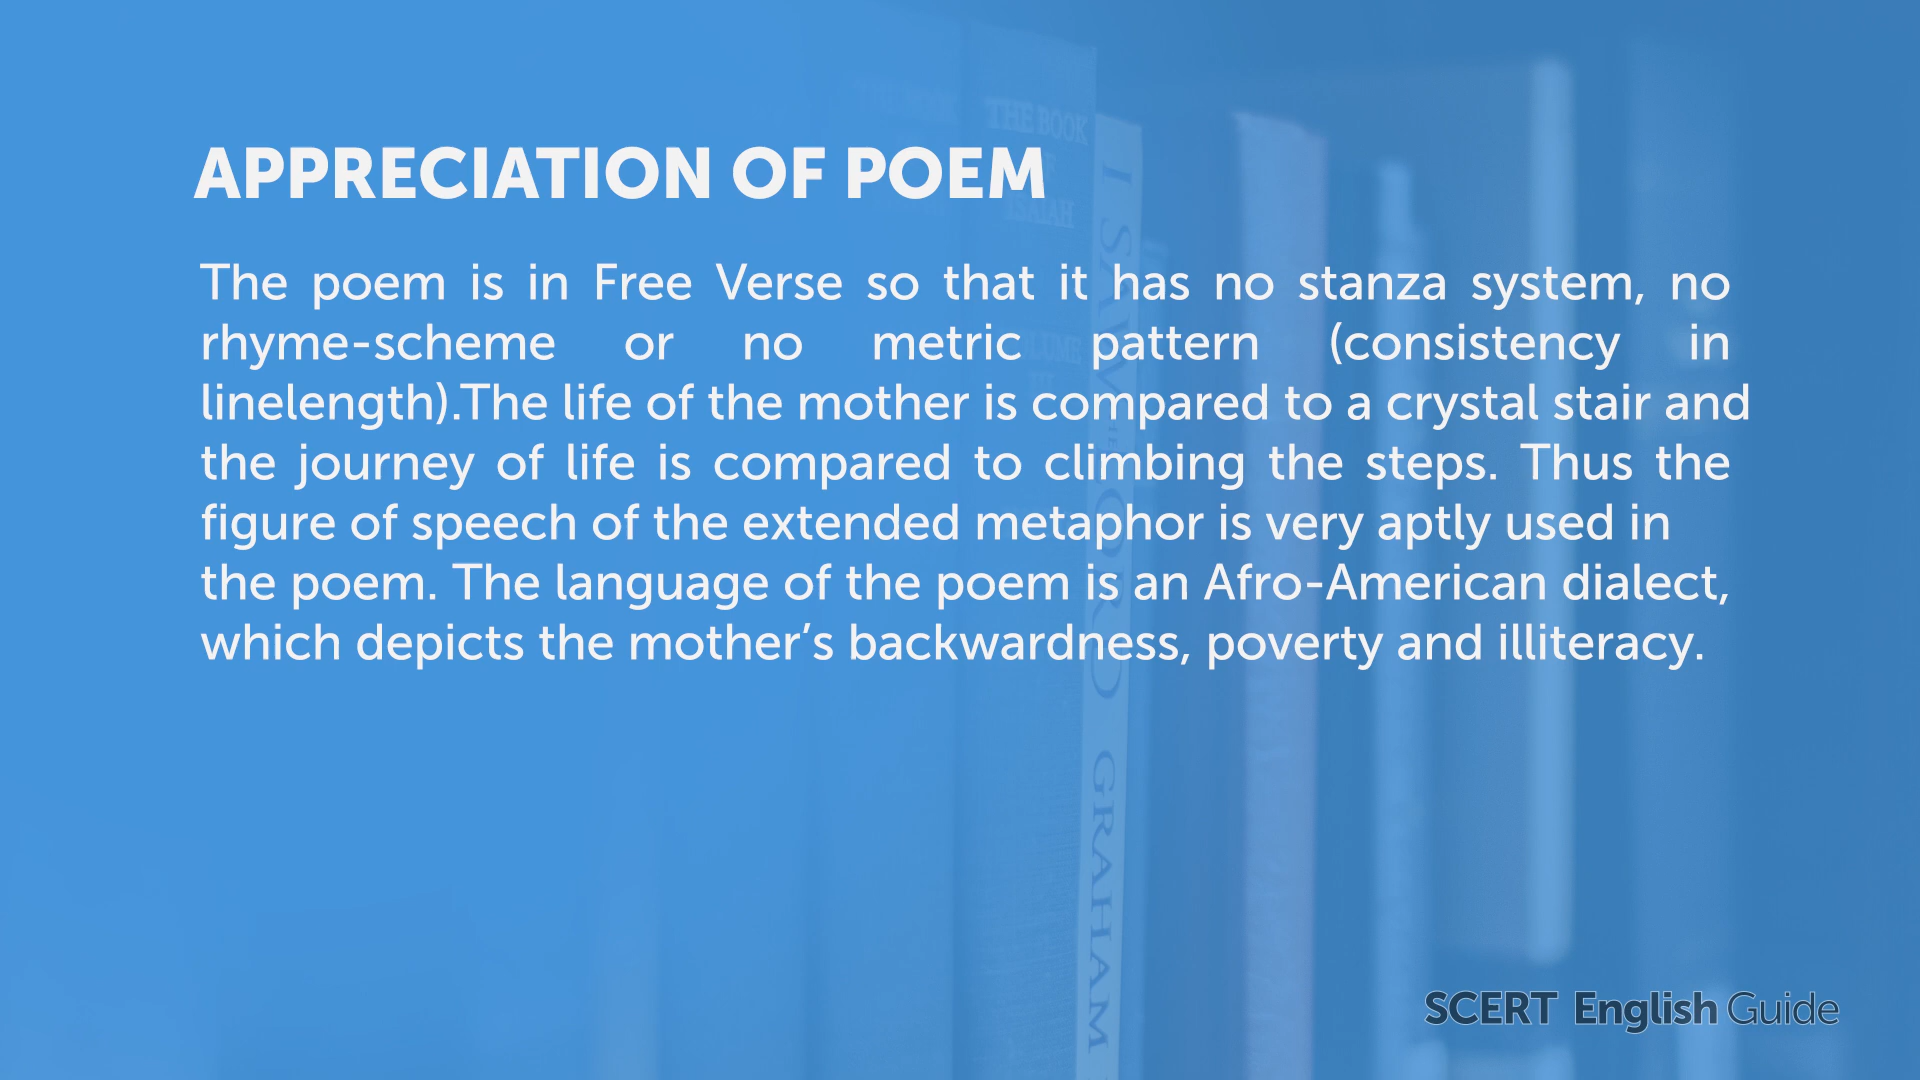 APPRECIATION OF POEM
The poem is in Free Verse so that it has no stanza system, no
rhyme-scheme or no metric pattern (consistency in
linelength).The life of the mother is compared to a crystal stair and
the journey of life is compared to climbing the steps. Thus the
figure of speech of the extended metaphor is very aptly used in
the poem. The language of the poem is an Afro-American dialect,
which depicts the mother’s backwardness, poverty and illiteracy.
THE BOOK
ISAIAH
GRAHAM
SCERT English Guide